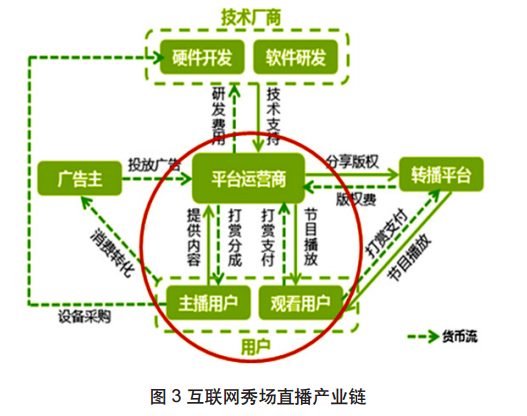 技术厂商
硬件开发
软件研发
研发费用
技术支持
广告主
投放广告
平台运营商
分享版权
版权费
转播平台
消费转化
提供内容
打赏分成
打赏支付
节目播放
打赏支付
节目播放
主播用户
观看用户
设备采购
用户
货币流
图 3 互联网秀场直播产业链